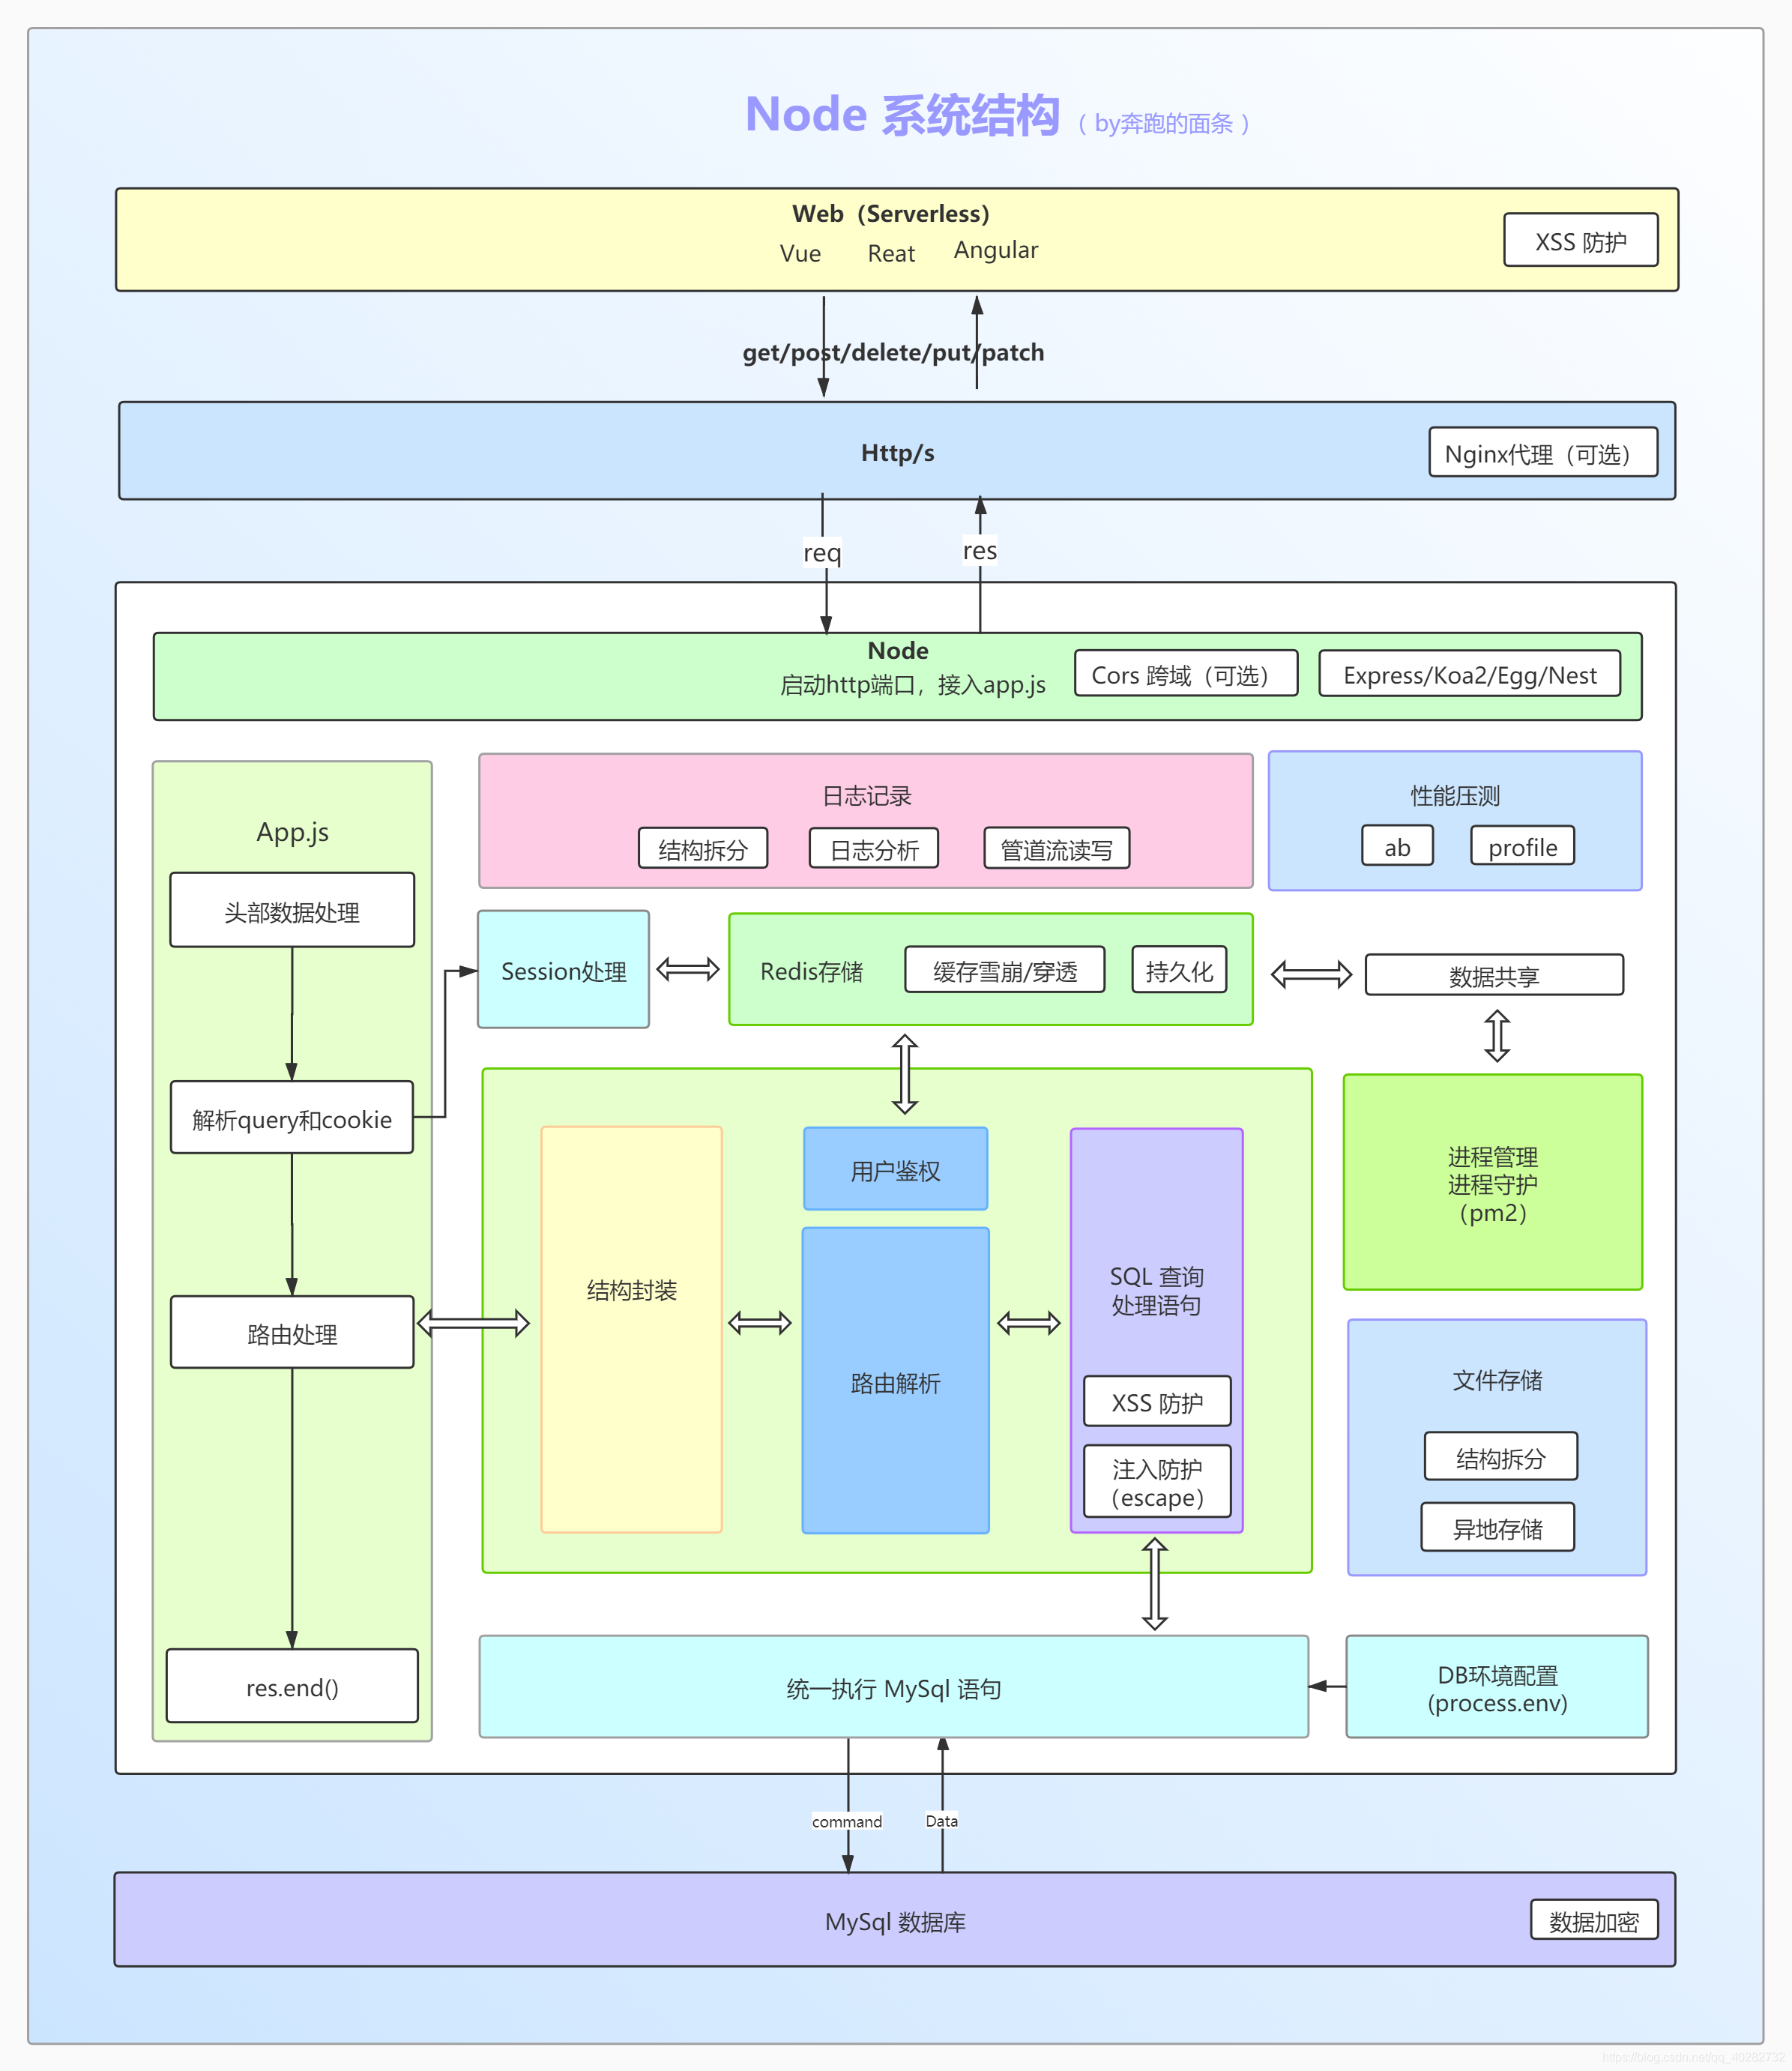 Node 系统结构 ( by奔跑的面条 )
Web（Serverless）
Vue Reat Angular
XSS 防护
get/post/delete/put/patch
Http/s
Nginx代理（可选）
req
res
Node
启动http端口，接入app.js
Cors 跨域（可选）
Express/Koa2/Egg/Nest
App.js
头部数据处理
解析query和cookie
路由处理
res.end()
日志记录
结构拆分
日志分析
管道流读写
性能压测
ab
profile
Session处理
Redis存储
缓存雪崩/穿透
持久化
数据共享
结构封装
用户鉴权
路由解析
SQL 查询
处理语句
XSS 防护
注入防护
（escape）
进程管理
进程守护
（pm2）
文件存储
结构拆分
异地存储
统一执行 MySql 语句
DB环境配置
(process.env)
command
Data
MySql 数据库
数据加密
https://blog.csdn.net/qq_40282732